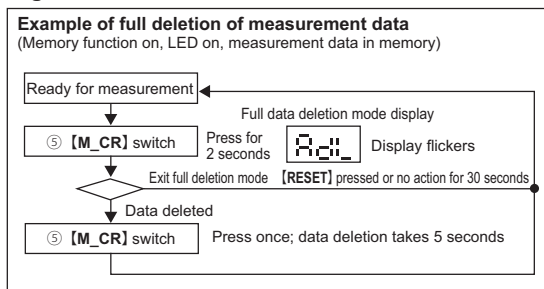 Example of full deletion of measurement data
(Memory function on, LED on, measurement data in memory)
Ready for measurement
Full data deletion mode display
⑤【M_CR】switch
Press for
2 seconds
AdL
Display flickers
Exit full deletion mode 【RESET】pressed or no action for 30 seconds
Data deleted
⑤【M_CR】switch
Press once; data deletion takes 5 seconds